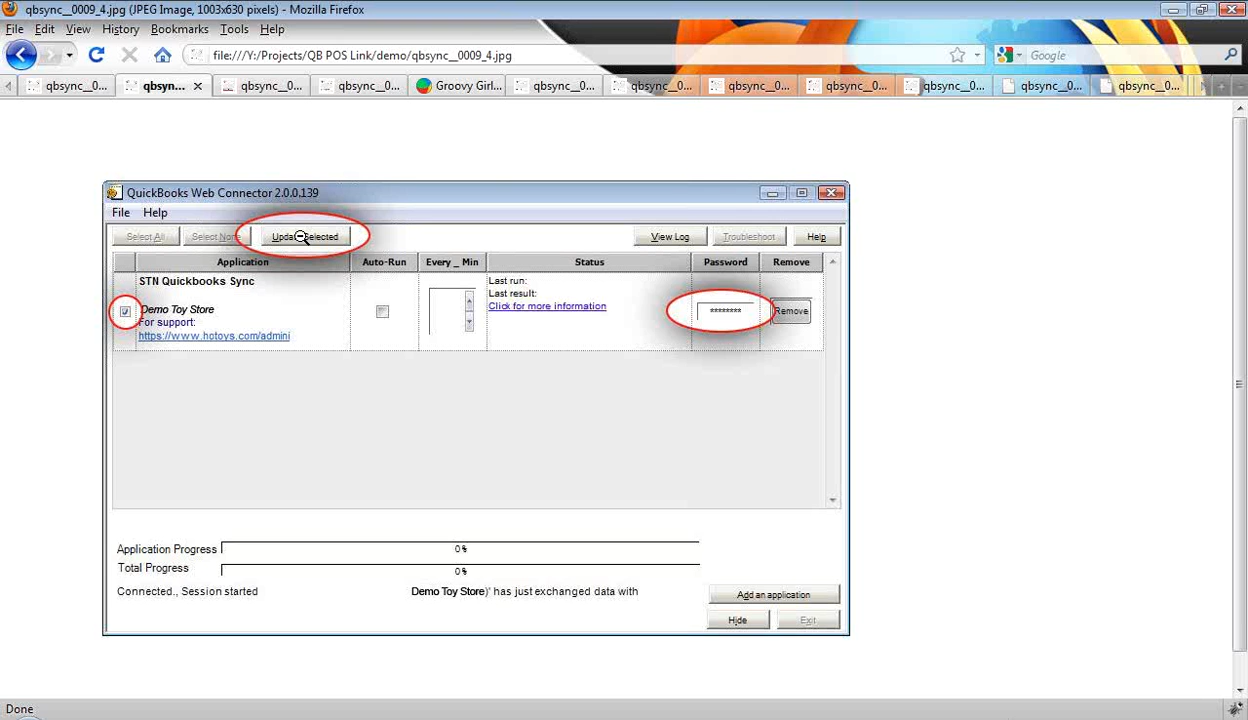 qbsync__0009_4.jpg (JPEG Image, 1003x630 pixels) - Mozilla Firefox
File Edit View History Bookmarks Tools Help
file:///Y:/Projects/QB POS Link/demo/qbsync__0009_4.jpg
Google
qbsync__0... qbsyn... qbsync__0... qbsync__0... Groovy Girl... qbsync__0... qbsync__0... qbsync__0... qbsync__0... qbsync__0... qbsync__0... qbsync__0...
QuickBooks Web Connector 2.0.0.139
File Help
Select All Select None Update Selected View Log Troubleshoot Help
Application Auto-Run Every _ Min Status Password Remove
STN Quickbooks Sync
Demo Toy Store
For support:
https://www.hotoys.com/admini
Last run:
Last result:
Click for more information
********
Remove
Application Progress 0%
Total Progress 0%
Connected., Session started Demo Toy Store)' has just exchanged data with
Add an application
Hide Exit
Done